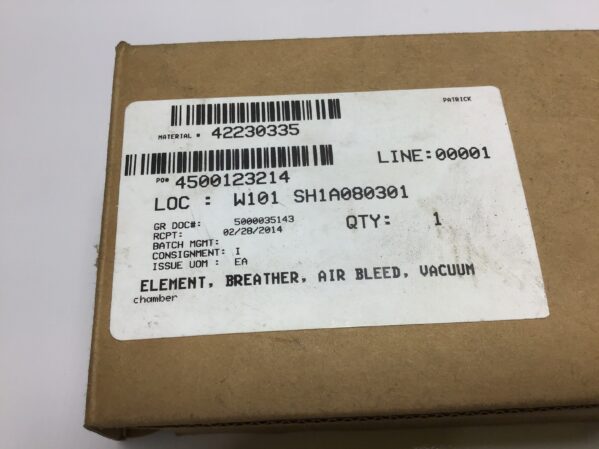 PATRICK
MATERIAL # 42230335
LINE:00001
PO# 4500123214
LOC : W101 SH1A080301
GR DOC#: 5000035143
QTY: 1
RCPT: 02/28/2014
BATCH MGMT:
CONSIGNMENT: I
ISSUE UOM : EA
ELEMENT, BREATHER, AIR BLEED, VACUUM
chamber